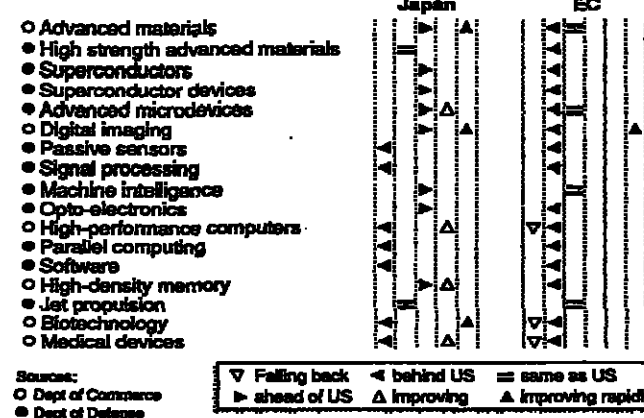 Japan EC
Advanced materials
High strength advanced materials
Superconductors
Superconductor devices
Advanced microdevices
Digital imaging
Passive sensors
Signal processing
Machine intelligence
Opto-electronics
High-performance computers
Parallel computing
Software
High-density memory
Jet propulsion
Biotechnology
Medical devices
Sources:
Dept of Commerce
Dept of Defense
Falling back behind US same as US
ahead of US improving improving rapid